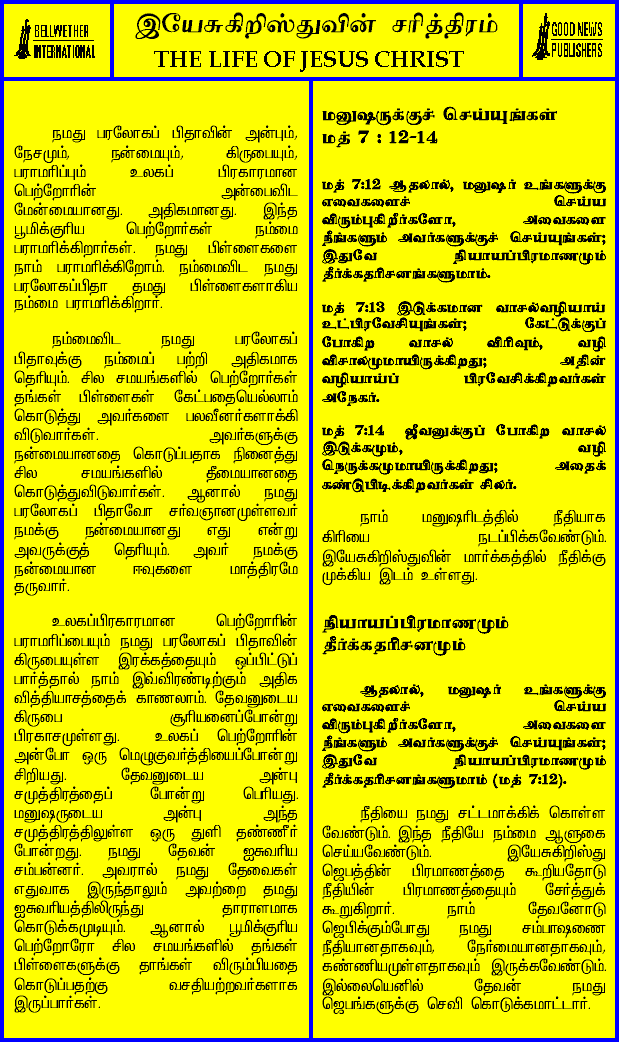 BELLWETHER
INTERNATIONAL
இயேசுகிறிஸ்துவின் சரித்திரம்
THE LIFE OF JESUS CHRIST
GOOD NEWS
PUBLISHERS
நமது பரலோகப் பிதாவின் அன்பும்,
நேசமும், நன்மையும், கிருபையும்,
பராமரிப்பும் உலகப் பிரகாரமான
பெற்றோரின் அன்பைவிட
மேன்மையானது. அதிகமானது. இந்த
பூமிக்குரிய பெற்றோர்கள் நம்மை
பராமரிக்கிறார்கள். நமது பிள்ளைகளை
நாம் பராமரிக்கிறோம். நம்மைவிட நமது
பரலோகப்பிதா தமது பிள்ளைகளாகிய
நம்மை பராமரிக்கிறார்.
நம்மைவிட நமது பரலோகப்
பிதாவுக்கு நம்மைப் பற்றி அதிகமாக
தெரியும். சில சமயங்களில் பெற்றோர்கள்
தங்கள் பிள்ளைகள் கேட்பதையெல்லாம்
கொடுத்து அவர்களை பலவீனர்களாக்கி
விடுவார்கள். அவர்களுக்கு
நன்மையானதை கொடுப்பதாக நினைத்து
சில சமயங்களில் தீமையானதை
கொடுத்துவிடுவார்கள். ஆனால் நமது
பரலோகப் பிதாவோ சர்வஞானமுள்ளவர்
நமக்கு நன்மையானது எது என்று
அவருக்குத் தெரியும். அவர் நமக்கு
நன்மையான ஈவுகளை மாத்திரமே
தருவார்.
உலகப்பிரகாரமான பெற்றோரின்
பராமரிப்பையும் நமது பரலோகப் பிதாவின்
கிருபையுள்ள இரக்கத்தையும் ஒப்பிட்டுப்
பார்த்தால் நாம் இவ்விரண்டிற்கும் அதிக
வித்தியாசத்தைக் காணலாம். தேவனுடைய
கிருபை சூரியனைப்போன்று
பிரகாசமுள்ளது. உலகப் பெற்றோரின்
அன்போ ஒரு மெழுகுவர்த்தியைப்போன்று
சிறியது. தேவனுடைய அன்பு
சமுத்திரத்தைப் போன்று பெரியது.
மனுஷருடைய அன்பு அந்த
சமுத்திரத்திலுள்ள ஒரு துளி தண்ணீர்
போன்றது. நமது தேவன் ஐசுவரிய
சம்பன்னர். அவரால் நமது தேவைகள்
எதுவாக இருந்தாலும் அவற்றை தமது
ஐசுவரியத்திலிருந்து தாராளமாக
கொடுக்கமுடியும். ஆனால் பூமிக்குரிய
பெற்றோரோ சில சமயங்களில் தங்கள்
பிள்ளைகளுக்கு தாங்கள் விரும்பியதை
கொடுப்பதற்கு வசதியற்றவர்களாக
இருப்பார்கள்.
மனுஷருக்குச் செய்யுங்கள்
மத் 7 : 12-14
மத் 7:12 ஆதலால், மனுஷர் உங்களுக்கு
எவைகளைச் செய்ய
விரும்புகிறீர்களோ, அவைகளை
நீங்களும் அவர்களுக்குச் செய்யுங்கள்;
இதுவே நியாயப்பிரமாணமும்
தீர்க்கதரிசனங்களுமாம்.
மத் 7:13 இடுக்கமான வாசல்வழியாய்
உட்பிரவேசியுங்கள்; கேட்டுக்குப்
போகிற வாசல் விரிவும், வழி
விசாலமுமாயிருக்கிறது; அதின்
வழியாய்ப் பிரவேசிக்கிறவர்கள்
அநேகர்.
மத் 7:14 ஜீவனுக்குப் போகிற வாசல்
இடுக்கமும், வழி
நெருக்கமுமாயிருக்கிறது; அதைக்
கண்டுபிடிக்கிறவர்கள் சிலர்.
நாம் மனுஷரிடத்தில் நீதியாக
கிரியை நடப்பிக்கவேண்டும்.
இயேசுகிறிஸ்துவின் மார்க்கத்தில் நீதிக்கு
முக்கிய இடம் உள்ளது.
நியாயப்பிரமாணமும்
தீர்க்கதரிசனமும்
ஆதலால், மனுஷர் உங்களுக்கு
எவைகளைச் செய்ய
விரும்புகிறீர்களோ, அவைகளை
நீங்களும் அவர்களுக்குச் செய்யுங்கள்;
இதுவே நியாயப்பிரமாணமும்
தீர்க்கதரிசனங்களுமாம் (மத் 7:12).
நீதியை நமது சட்டமாக்கிக் கொள்ள
வேண்டும். இந்த நீதியே நம்மை ஆளுகை
செய்யவேண்டும். இயேசுகிறிஸ்து
ஜெபத்தின் பிரமாணத்தை கூறியதோடு
நீதியின் பிரமாணத்தையும் சேர்த்துக்
கூறுகிறார். நாம் தேவனோடு
ஜெபிக்கும்போது நமது சம்பாஷணை
நீதியானதாகவும், நேர்மையானதாகவும்,
கண்ணியமுள்ளதாகவும் இருக்கவேண்டும்.
இல்லையெனில் தேவன் நமது
ஜெபங்களுக்கு செவி கொடுக்கமாட்டார்.